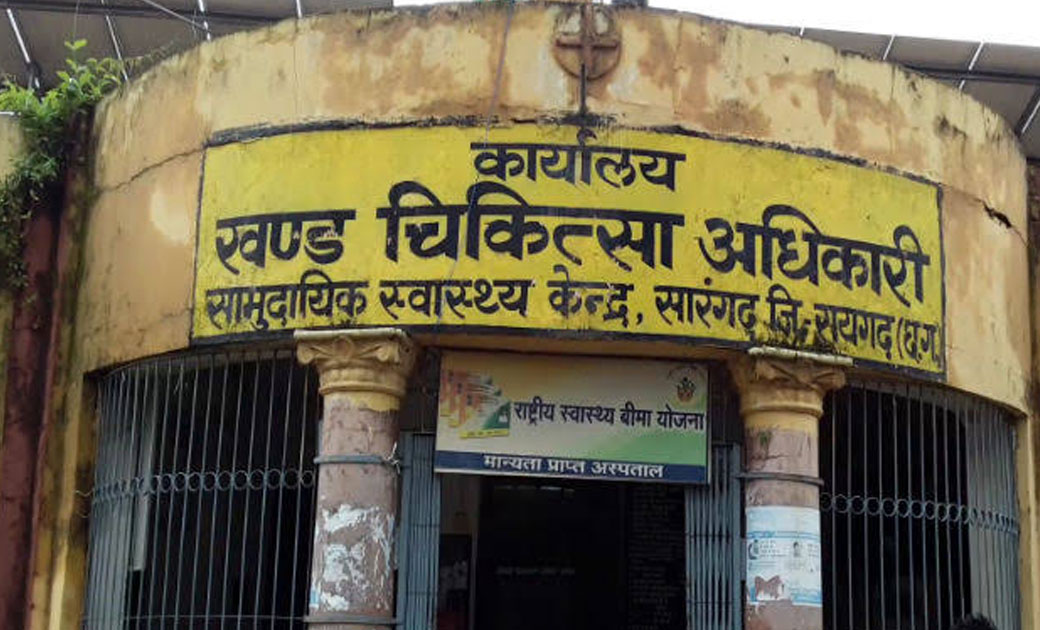 कार्यालय
खण्ड चिकित्सा अधिकारी
सामुदायिक स्वास्थ्य केन्द्र, सारंगढ़ जि. रायगढ़ (छ.ग.)
राष्ट्रीय स्वास्थ्य बीमा योजना
मान्यता प्राप्त अस्पताल